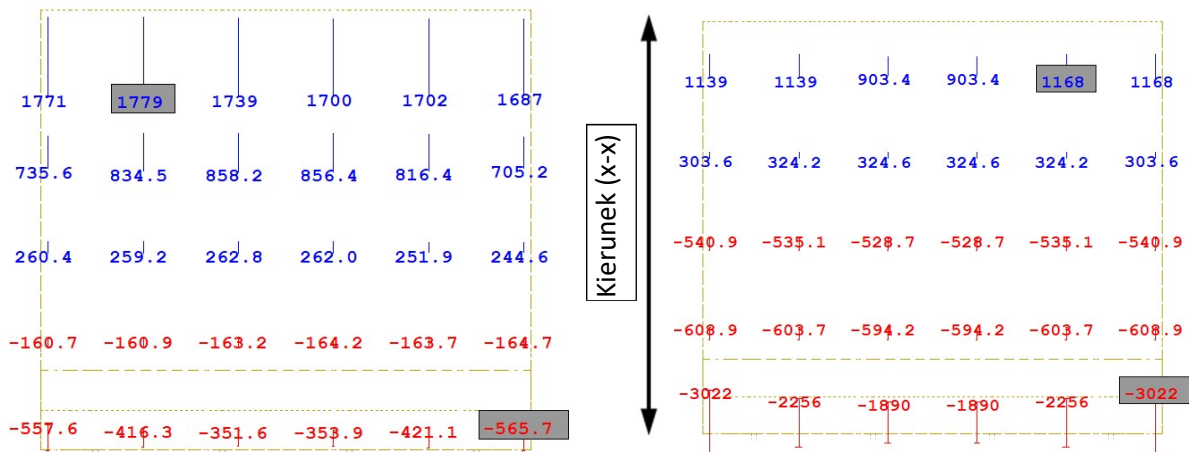 1771 1779 1739 1700 1702 1687
735.6 834.5 858.2 856.4 816.4 705.2
260.4 259.2 262.8 262.0 251.9 244.6
-160.7 -160.9 -163.2 -164.2 -163.7 -164.7
-557.6 -416.3 -351.6 -353.9 -421.1 -565.7
Kierunek (x-x)
1139 1139 903.4 903.4 1168 1168
303.6 324.2 324.6 324.6 324.2 303.6
-540.9 -535.1 -528.7 -528.7 -535.1 -540.9
-608.9 -603.7 -594.2 -594.2 -603.7 -608.9
-3022 -2256 -1890 -1890 -2256 -3022